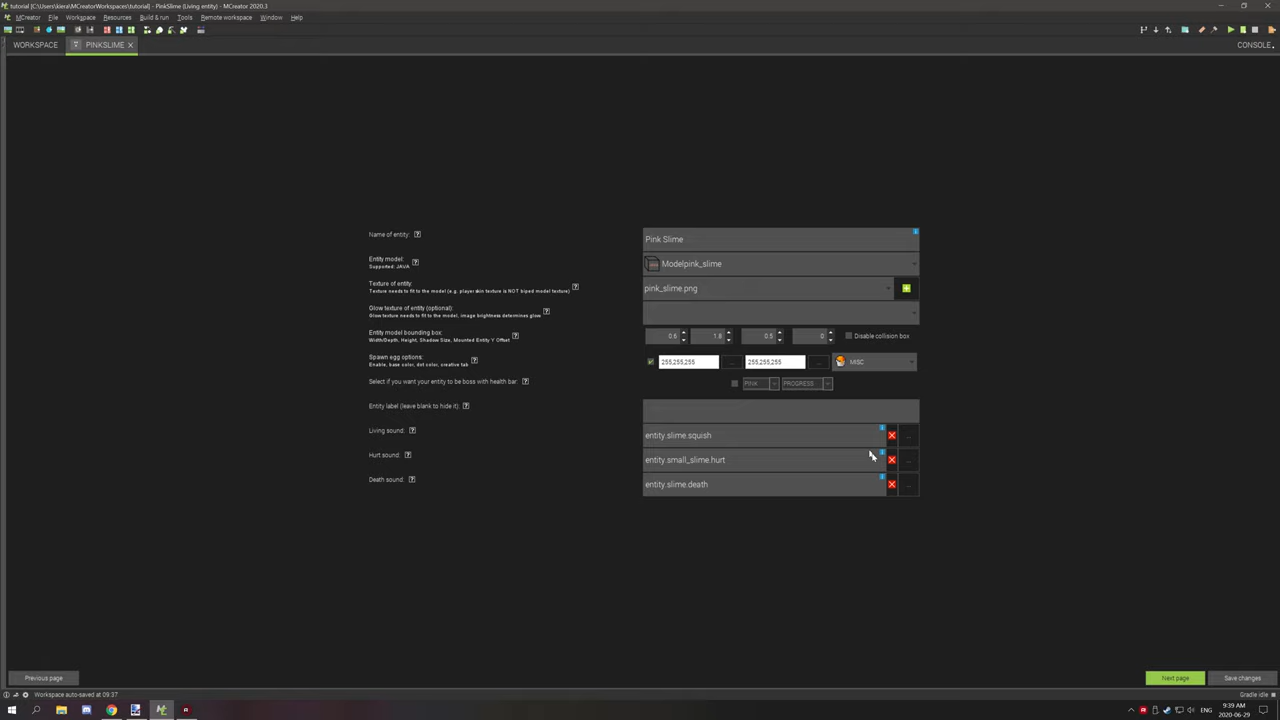 tutorial [C:\Users\kiera\MCreatorWorkspaces\tutorial] - PinkSlime (Living entity) - MCreator 2020.3
MCreator File Workspace Resources Build & run Tools Remote workspace Window Help
WORKSPACE PINKSLIME
CONSOLE
Name of entity: ?
Pink Slime
Entity model: ?
Supported: JAVA
Modelpink_slime
Texture of entity: ?
Texture needs to fit to the model (e.g. player skin texture is NOT biped model texture)
pink_slime.png
Glow texture of entity (optional): ?
Glow texture needs to fit to the model, image brightness determines glow
Entity model bounding box: ?
Width/Depth, Height, Shadow Size, Mounted Entity Y Offset
0.6 1.8 0.5 0 Disable collision box
Spawn egg options: ?
Enable, base color, dot color, creative tab
255,255,255 ... 255,255,255 ... MISC
Select if you want your entity to be boss with health bar: ?
PINK PROGRESS
Entity label (leave blank to hide it): ?
Living sound: ?
entity.slime.squish ...
Hurt sound: ?
entity.small_slime.hurt ...
Death sound: ?
entity.slime.death ...
Previous page
Next page
Save changes
Workspace auto-saved at 09:37
Gradle idle
ENG
9:39 AM
2020-06-29